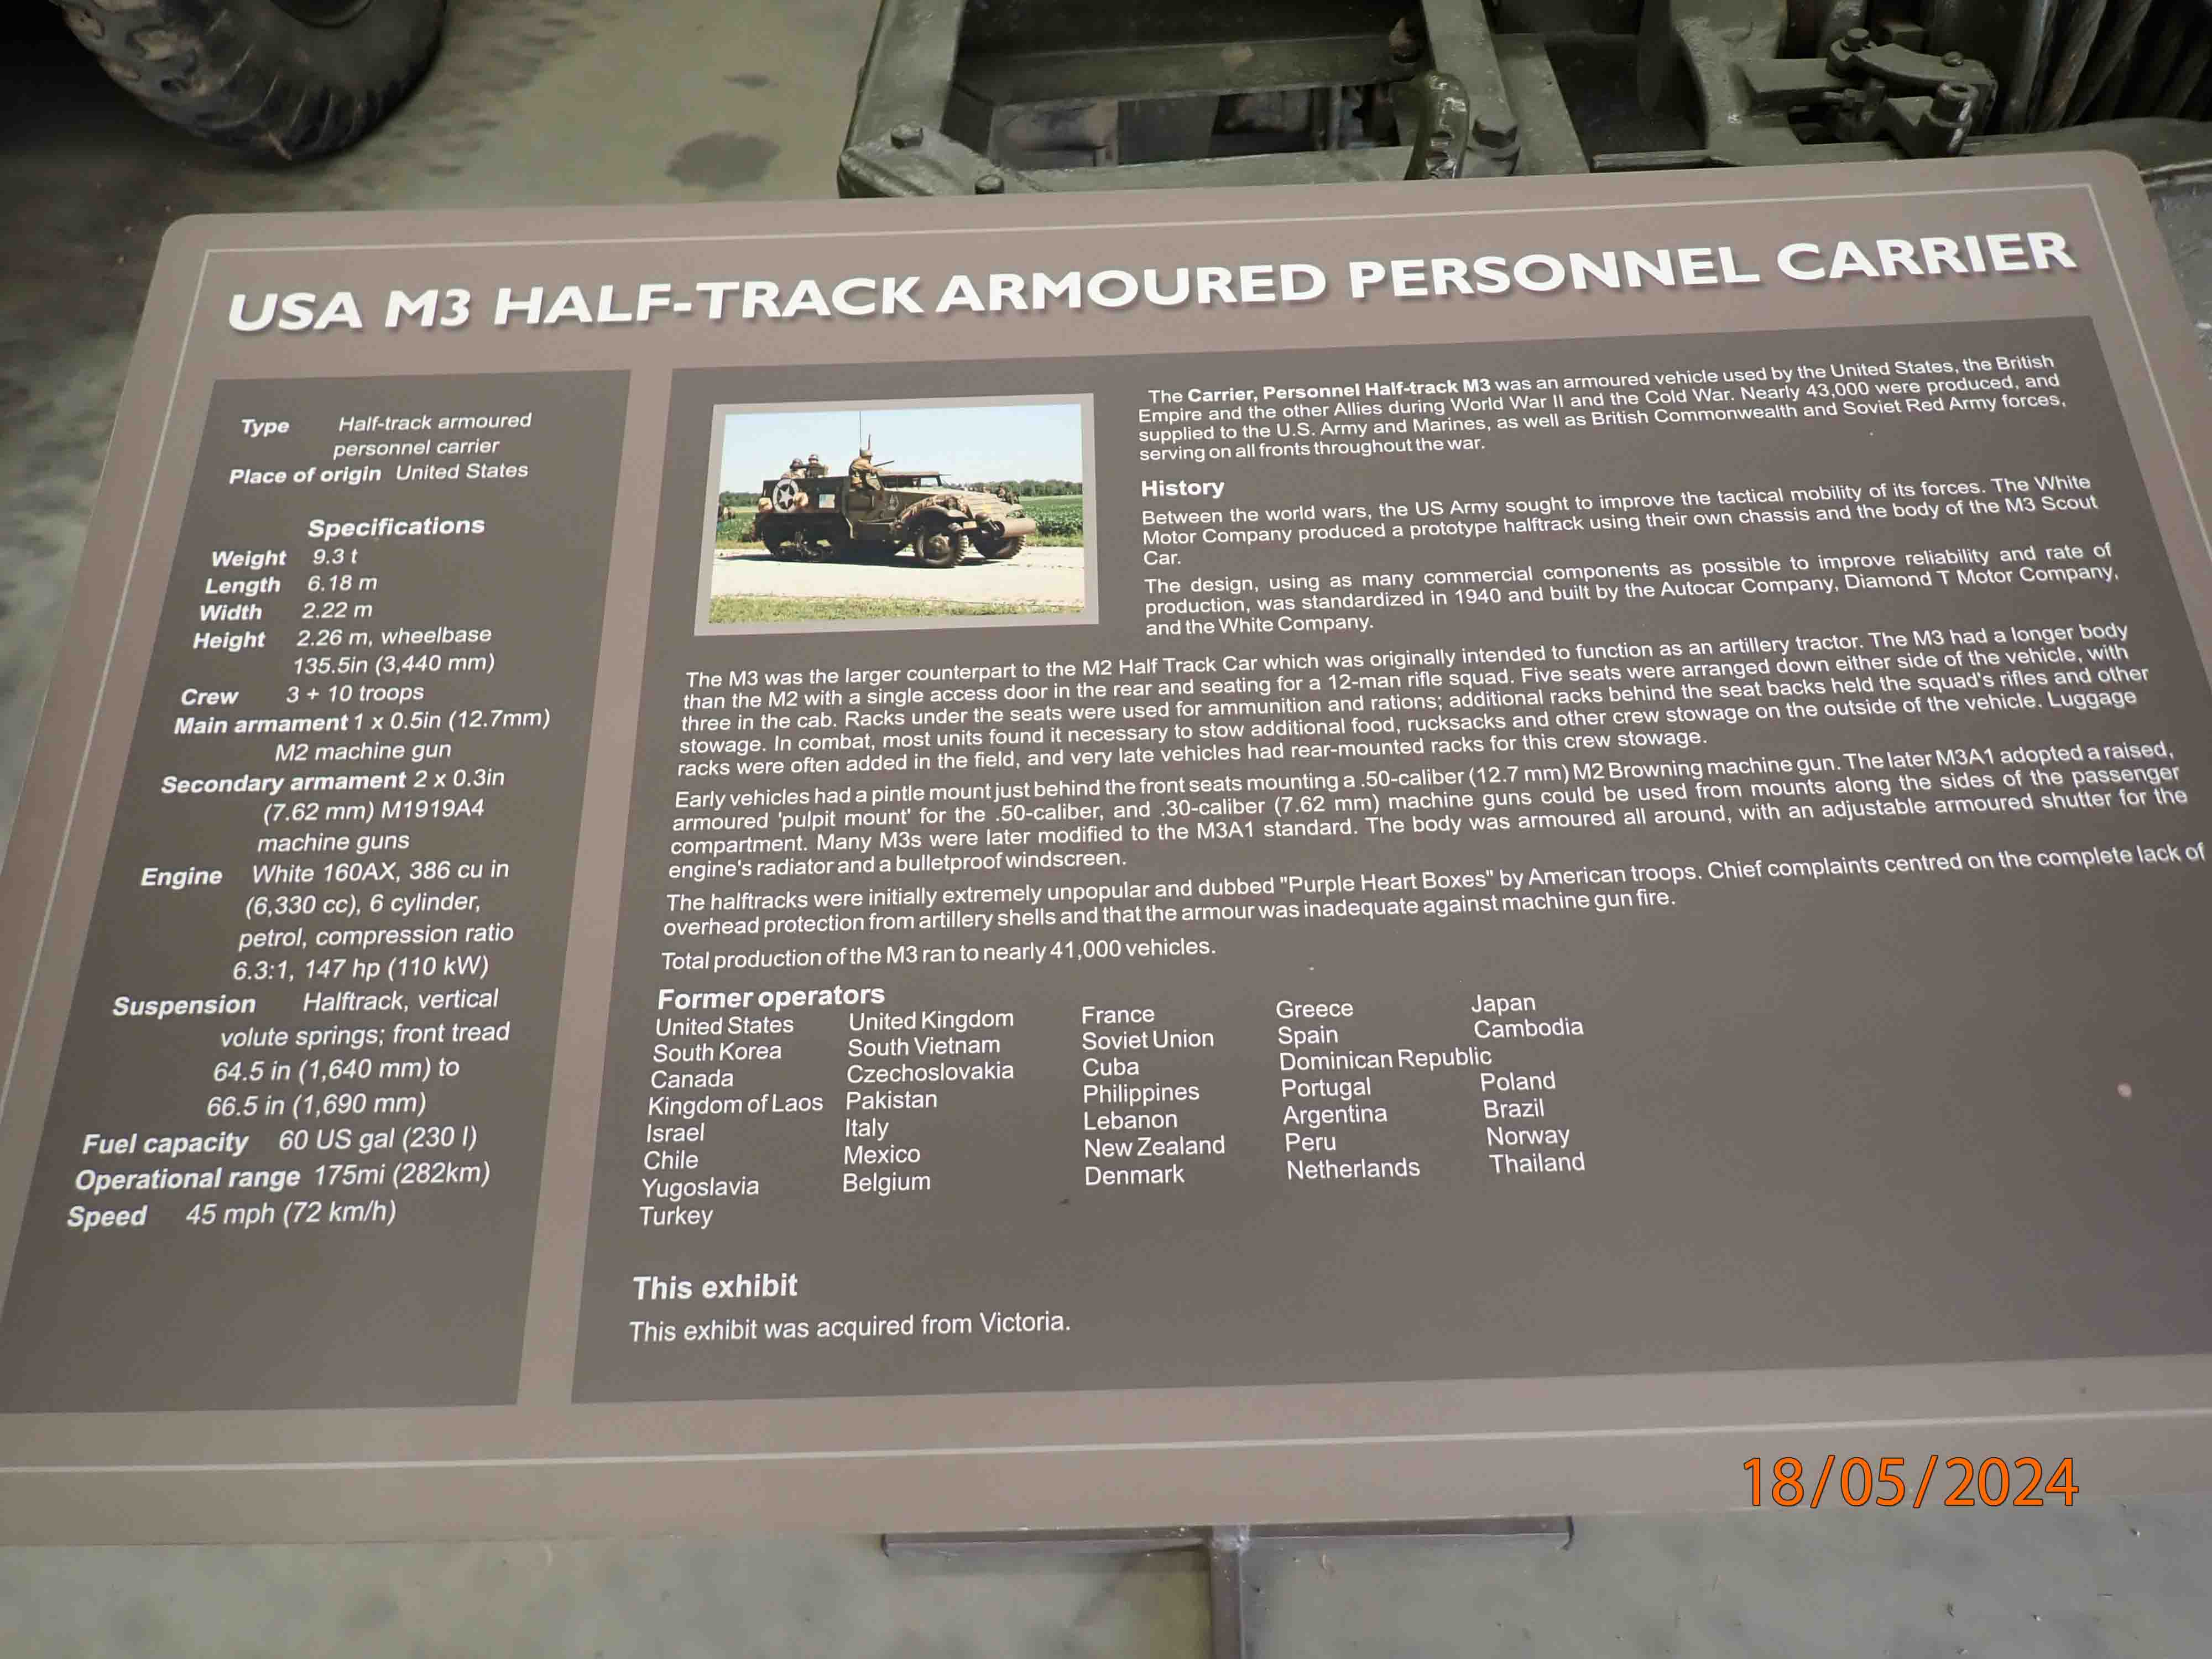 USA M3 HALF-TRACK ARMOURED PERSONNEL CARRIER
Type Half-track armoured
personnel carrier
Place of origin United States
Specifications
Weight 9.3 t
Length 6.18 m
Width 2.22 m
Height 2.26 m, wheelbase
135.5in (3,440 mm)
Crew 3 + 10 troops
Main armament 1 x 0.5in (12.7mm)
M2 machine gun
Secondary armament 2 x 0.3in
(7.62 mm) M1919A4
machine guns
Engine White 160AX, 386 cu in
(6,330 cc), 6 cylinder,
petrol, compression ratio
6.3:1, 147 hp (110 kW)
Suspension Halftrack, vertical
volute springs; front tread
64.5 in (1,640 mm) to
66.5 in (1,690 mm)
Fuel capacity 60 US gal (230 l)
Operational range 175mi (282km)
Speed 45 mph (72 km/h)
The Carrier, Personnel Half-track M3 was an armoured vehicle used by the United States, the British
Empire and the other Allies during World War II and the Cold War. Nearly 43,000 were produced, and
supplied to the U.S. Army and Marines, as well as British Commonwealth and Soviet Red Army forces,
serving on all fronts throughout the war.
History
Between the world wars, the US Army sought to improve the tactical mobility of its forces. The White
Motor Company produced a prototype halftrack using their own chassis and the body of the M3 Scout
Car.
The design, using as many commercial components as possible to improve reliability and rate of
production, was standardized in 1940 and built by the Autocar Company, Diamond T Motor Company,
and the White Company.
The M3 was the larger counterpart to the M2 Half Track Car which was originally intended to function as an artillery tractor. The M3 had a longer body
than the M2 with a single access door in the rear and seating for a 12-man rifle squad. Five seats were arranged down either side of the vehicle, with
three in the cab. Racks under the seats were used for ammunition and rations; additional racks behind the seat backs held the squad's rifles and other
stowage. In combat, most units found it necessary to stow additional food, rucksacks and other crew stowage on the outside of the vehicle. Luggage
racks were often added in the field, and very late vehicles had rear-mounted racks for this crew stowage.
Early vehicles had a pintle mount just behind the front seats mounting a .50-caliber (12.7 mm) M2 Browning machine gun. The later M3A1 adopted a raised,
armoured 'pulpit mount' for the .50-caliber, and .30-caliber (7.62 mm) machine guns could be used from mounts along the sides of the passenger
compartment. Many M3s were later modified to the M3A1 standard. The body was armoured all around, with an adjustable armoured shutter for the
engine's radiator and a bulletproof windscreen.
The halftracks were initially extremely unpopular and dubbed "Purple Heart Boxes" by American troops. Chief complaints centred on the complete lack of
overhead protection from artillery shells and that the armour was inadequate against machine gun fire.
Total production of the M3 ran to nearly 41,000 vehicles.
Former operators
United States United Kingdom France Greece Japan
South Korea South Vietnam Soviet Union Spain Cambodia
Canada Czechoslovakia Cuba Dominican Republic
Kingdom of Laos Pakistan Philippines Portugal Poland
Israel Italy Lebanon Argentina Brazil
Chile Mexico New Zealand Peru Norway
Yugoslavia Belgium Denmark Netherlands Thailand
Turkey
This exhibit
This exhibit was acquired from Victoria.
18/05/2024